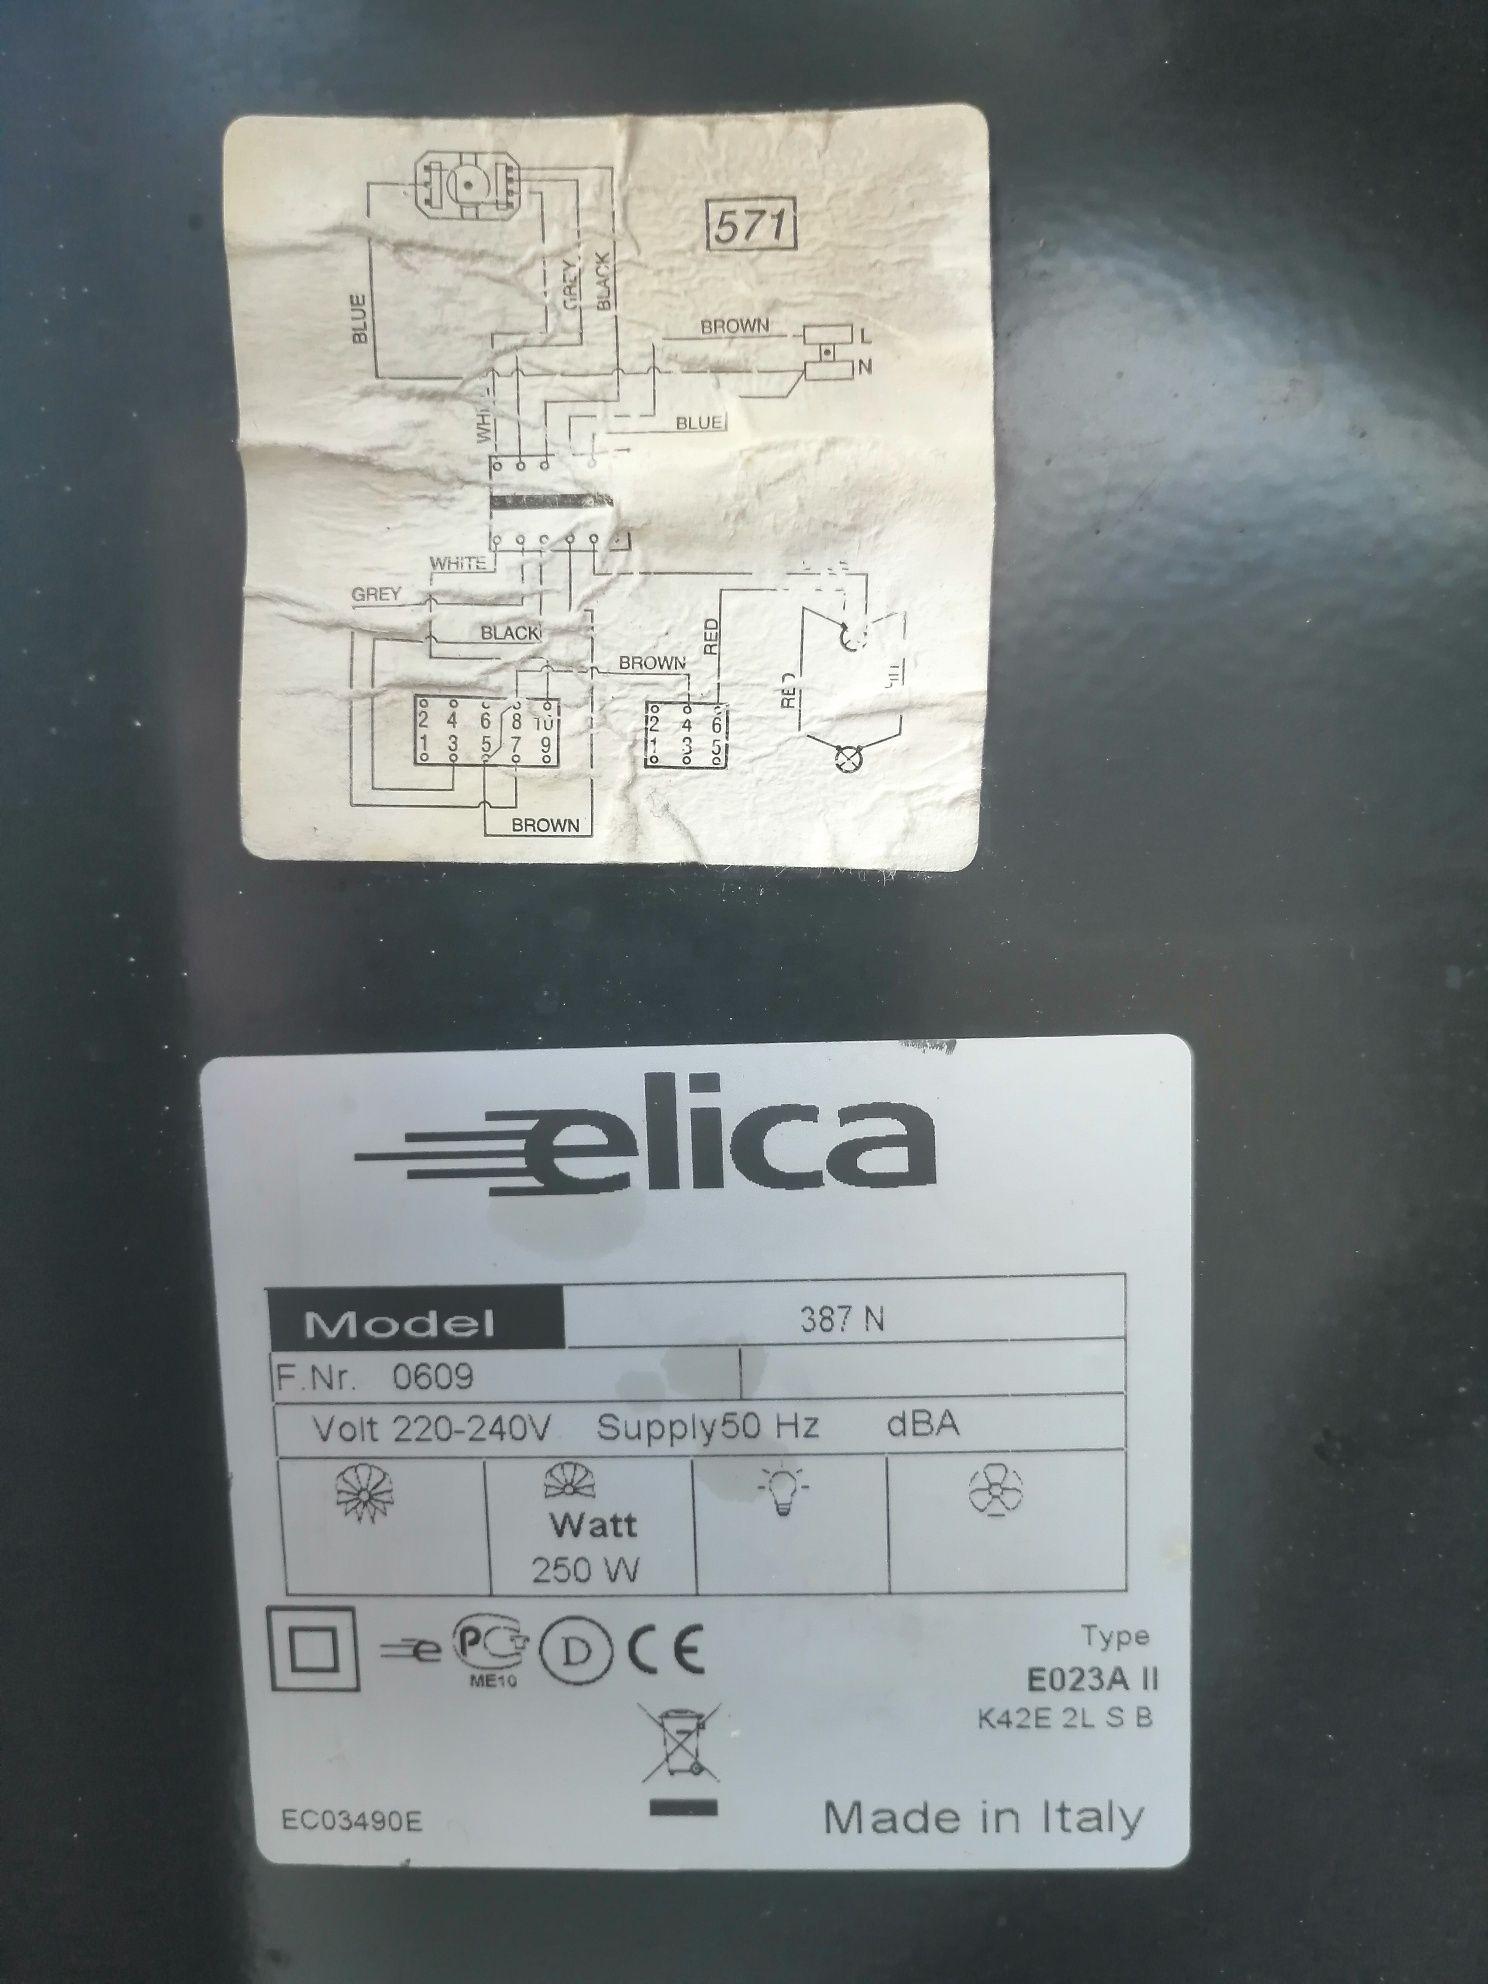 571
BLUE
GREY
BLACK
BROWN
L
N
BLUE
WHITE
GREY
BLACK
BROWN
RED
RED
2 4 6 8 10
1 3 5 7 9
2 4 6
1 3 5
BROWN
elica
Model 387 N
F.Nr. 0609
Volt 220-240V Supply50 Hz dBA
Watt
250 W
e PC D CE
ME10
Type
E023A II
K42E 2L S B
EC03490E
Made in Italy